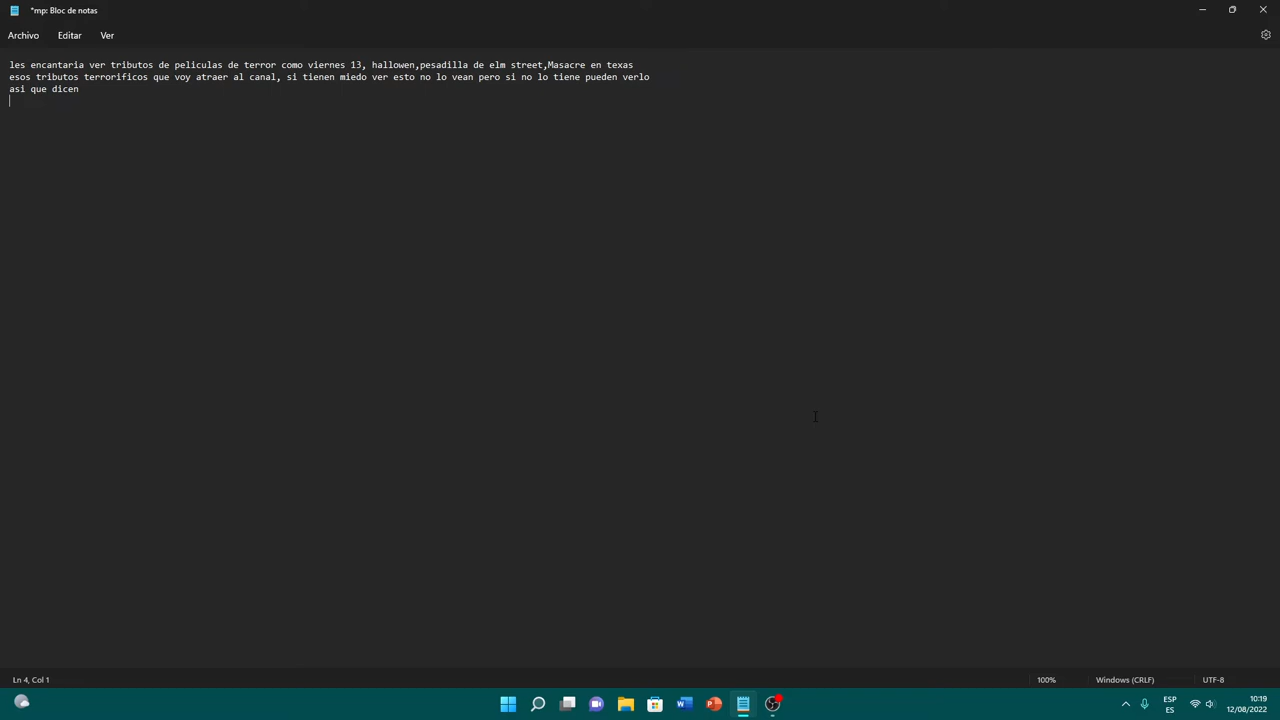 *mp: Bloc de notas
Archivo Editar Ver
les encantaria ver tributos de peliculas de terror como viernes 13, hallowen,pesadilla de elm street,Masacre en texas
esos tributos terrorificos que voy atraer al canal, si tienen miedo ver esto no lo vean pero si no lo tiene pueden verlo
asi que dicen
Ln 4, Col 1 100% Windows (CRLF) UTF-8
ESP 10:19
ES 12/08/2022